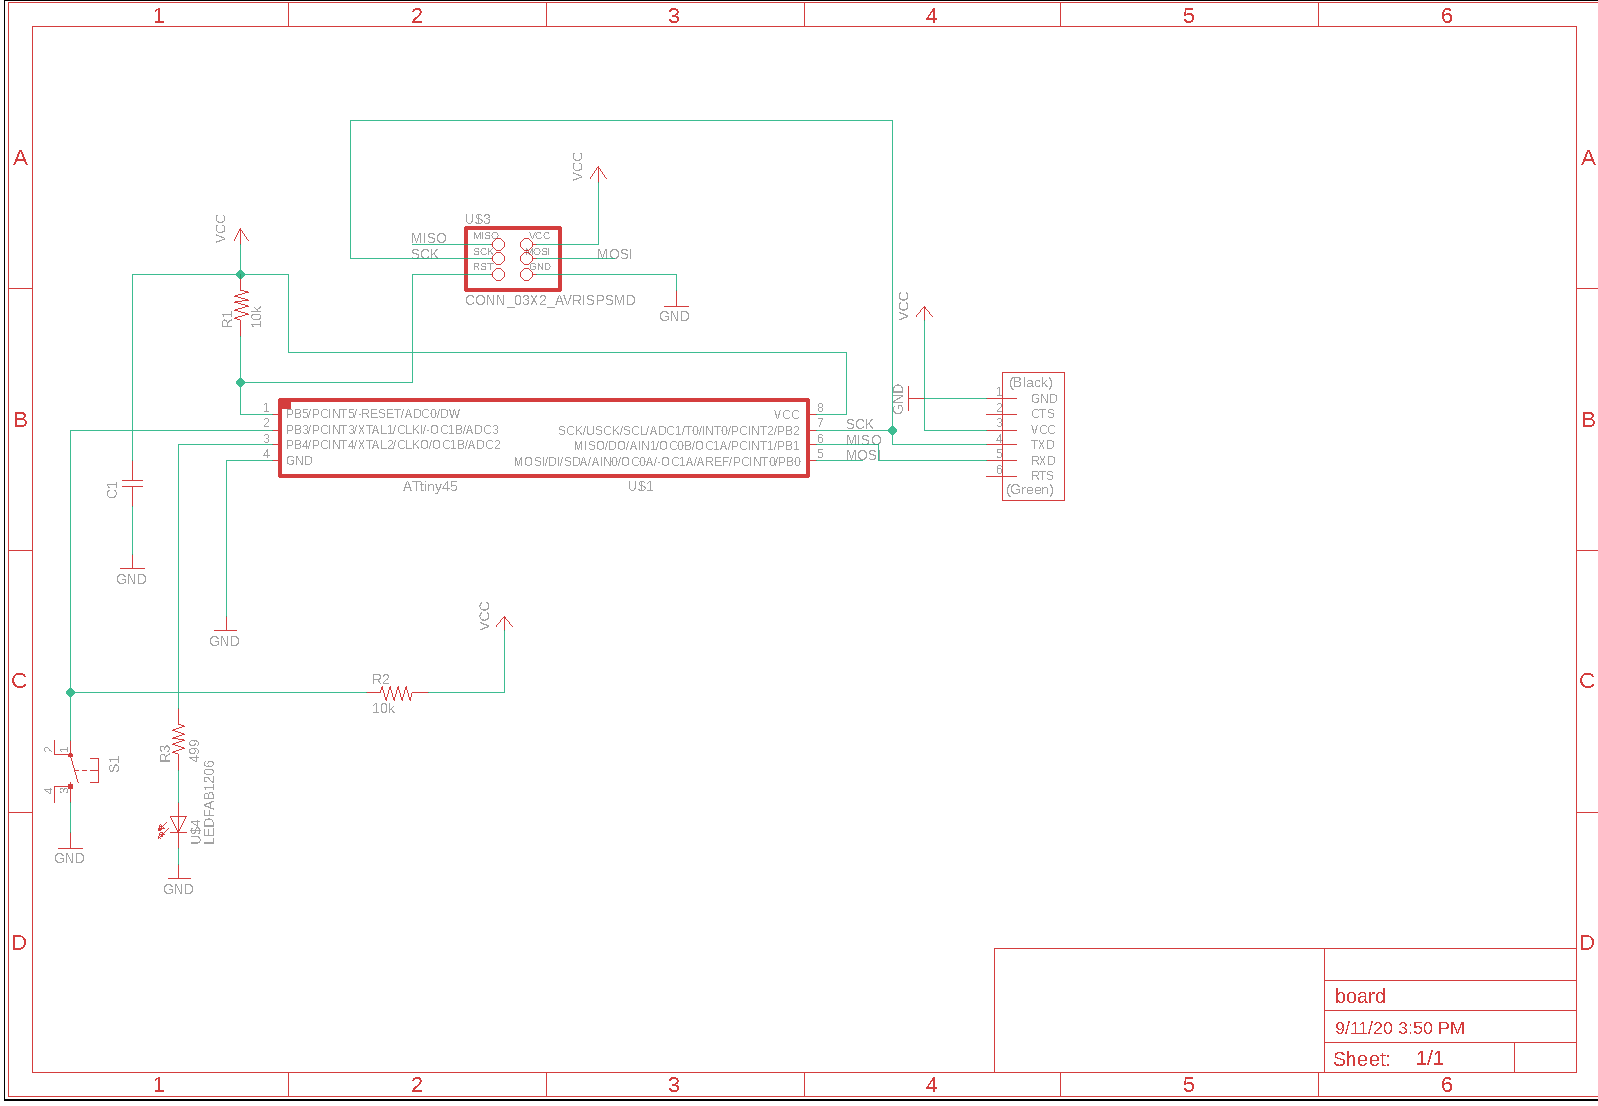 1 2 3 4 5 6
A A
VCC
VCC
U$3
MISO
SCK
MISO VCC
SCK MOSI
RST GND
MOSI
CONN_03X2_AVRISPSMD
GND
R1
10k
VCC
B B
1 PB5/PCINT5/-RESET/ADC0/DW
2 PB3/PCINT3/XTAL1/CLKI/-OC1B/ADC3
3 PB4/PCINT4/XTAL2/CLKO/OC1B/ADC2
4 GND
VCC 8
SCK/USCK/SCL/ADC1/T0/INT0/PCINT2/PB2 7 SCK
MISO/DO/AIN1/OC0B/OC1A/PCINT1/PB1 6 MISO
MOSI/DI/SDA/AIN0/OC0A/-OC1A/AREF/PCINT0/PB0 5 MOSI
ATtiny45 U$1
GND
(Black)
1 GND
2 CTS
3 VCC
4 TXD
5 RXD
6 RTS
(Green)
C1
GND
GND
VCC
C C
R2
10k
2 1
4 3
S1
R3
499
LEDFAB1206
U$4
GND
GND
D D
board
9/11/20 3:50 PM
Sheet: 1/1
1 2 3 4 5 6